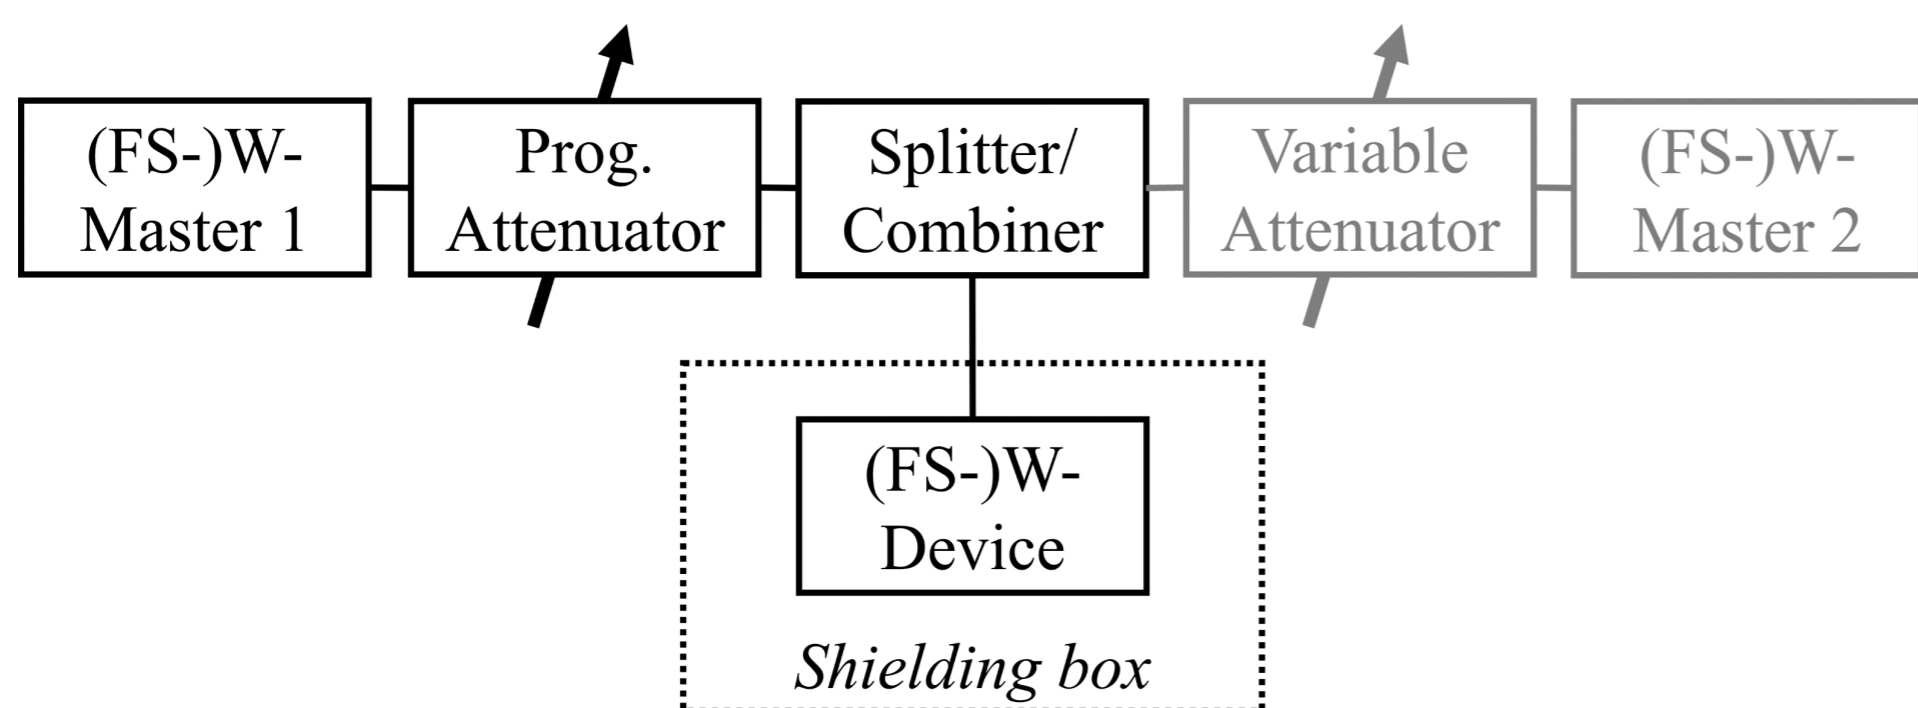 (FS-)W-
Master 1
Prog.
Attenuator
Splitter/
Combiner
Variable
Attenuator
(FS-)W-
Master 2
(FS-)W-
Device
Shielding box